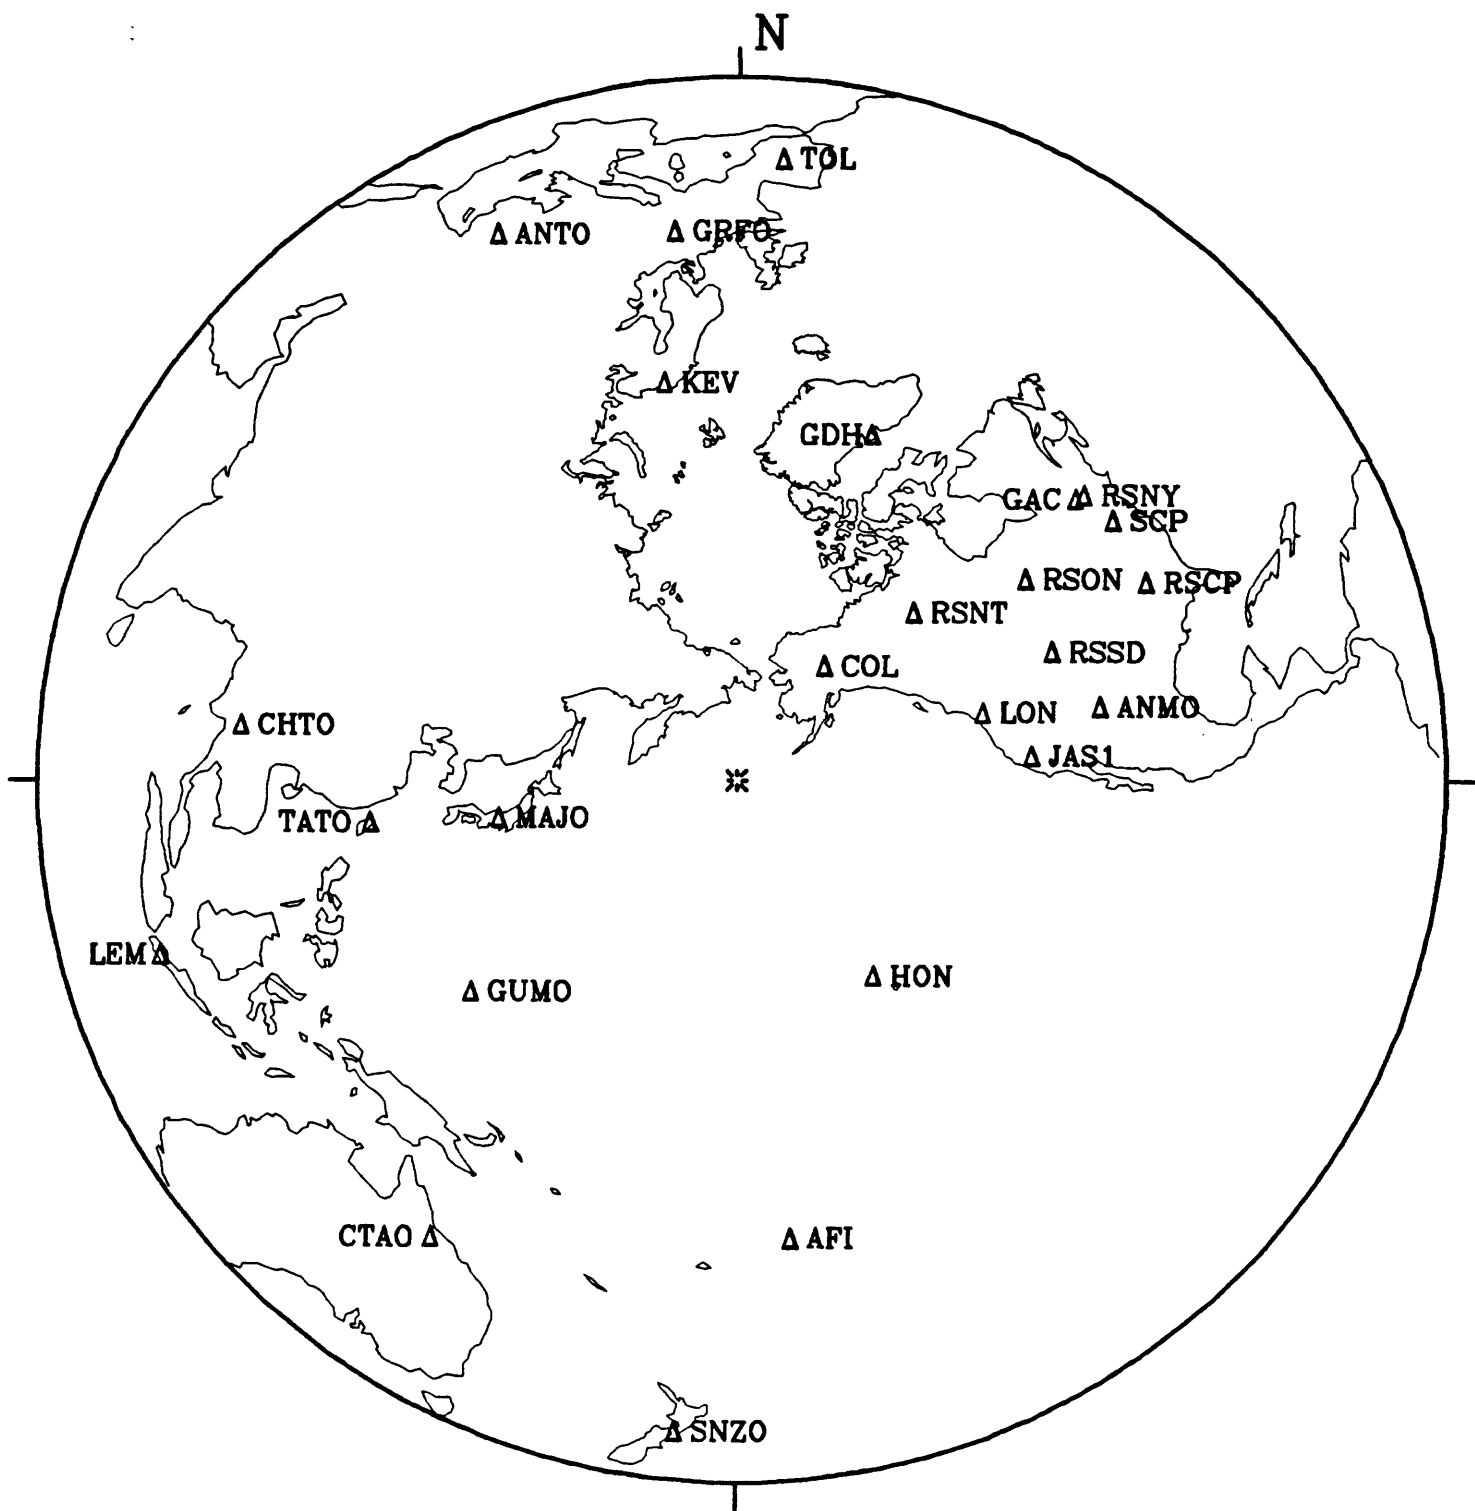 N
TOL
ANTO
GRFO
KEV
GDH
GAC
RSNY
SCP
RSON
RSCP
RSNT
RSSD
COL
CHTO
LON
ANMO
JAS1
TATO
MAJO
LEM
GUMO
HON
CTAO
AFI
SNZO